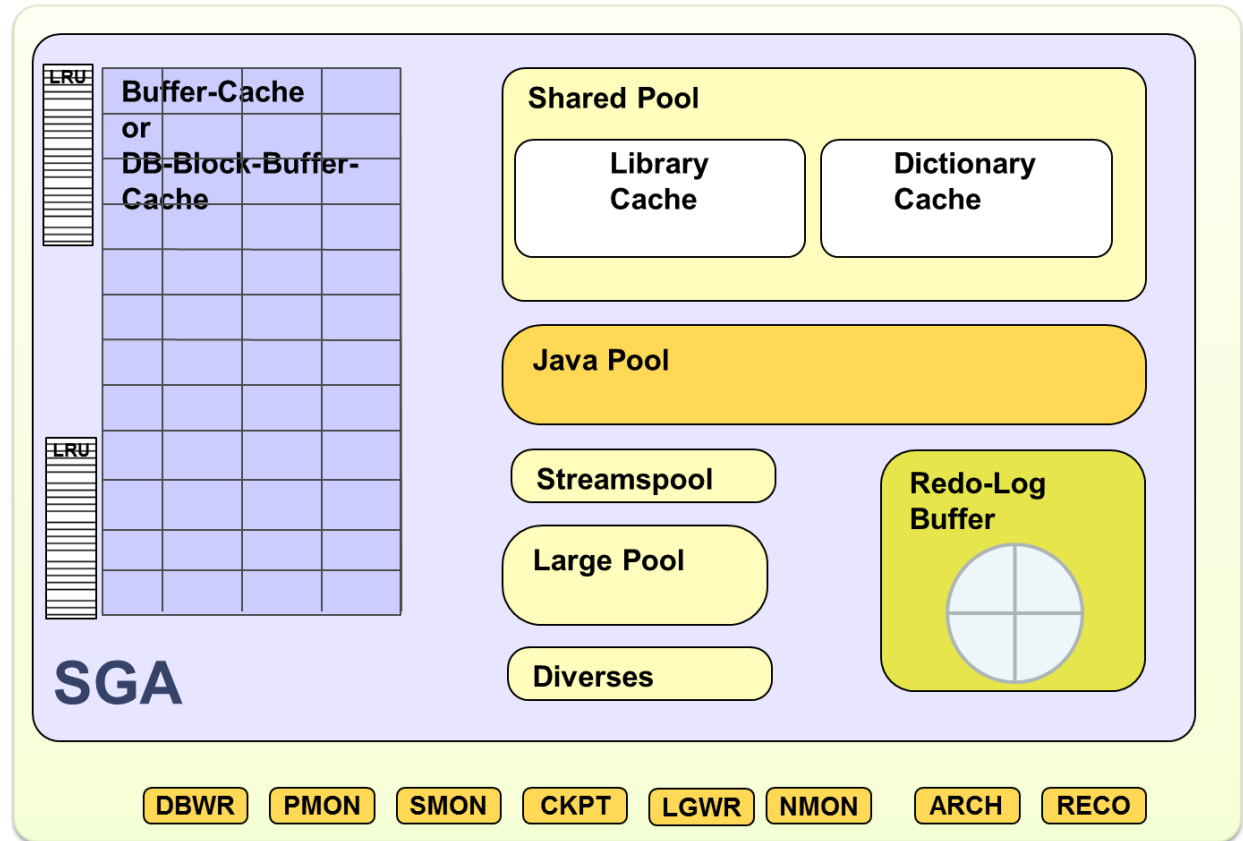 LRU
Buffer-Cache
or
DB-Block-Buffer-
Cache
Shared Pool
Library
Cache
Dictionary
Cache
Java Pool
LRU
Streamspool
Redo-Log
Buffer
Large Pool
Diverses
SGA
DBWR
PMON
SMON
CKPT
LGWR
NMON
ARCH
RECO